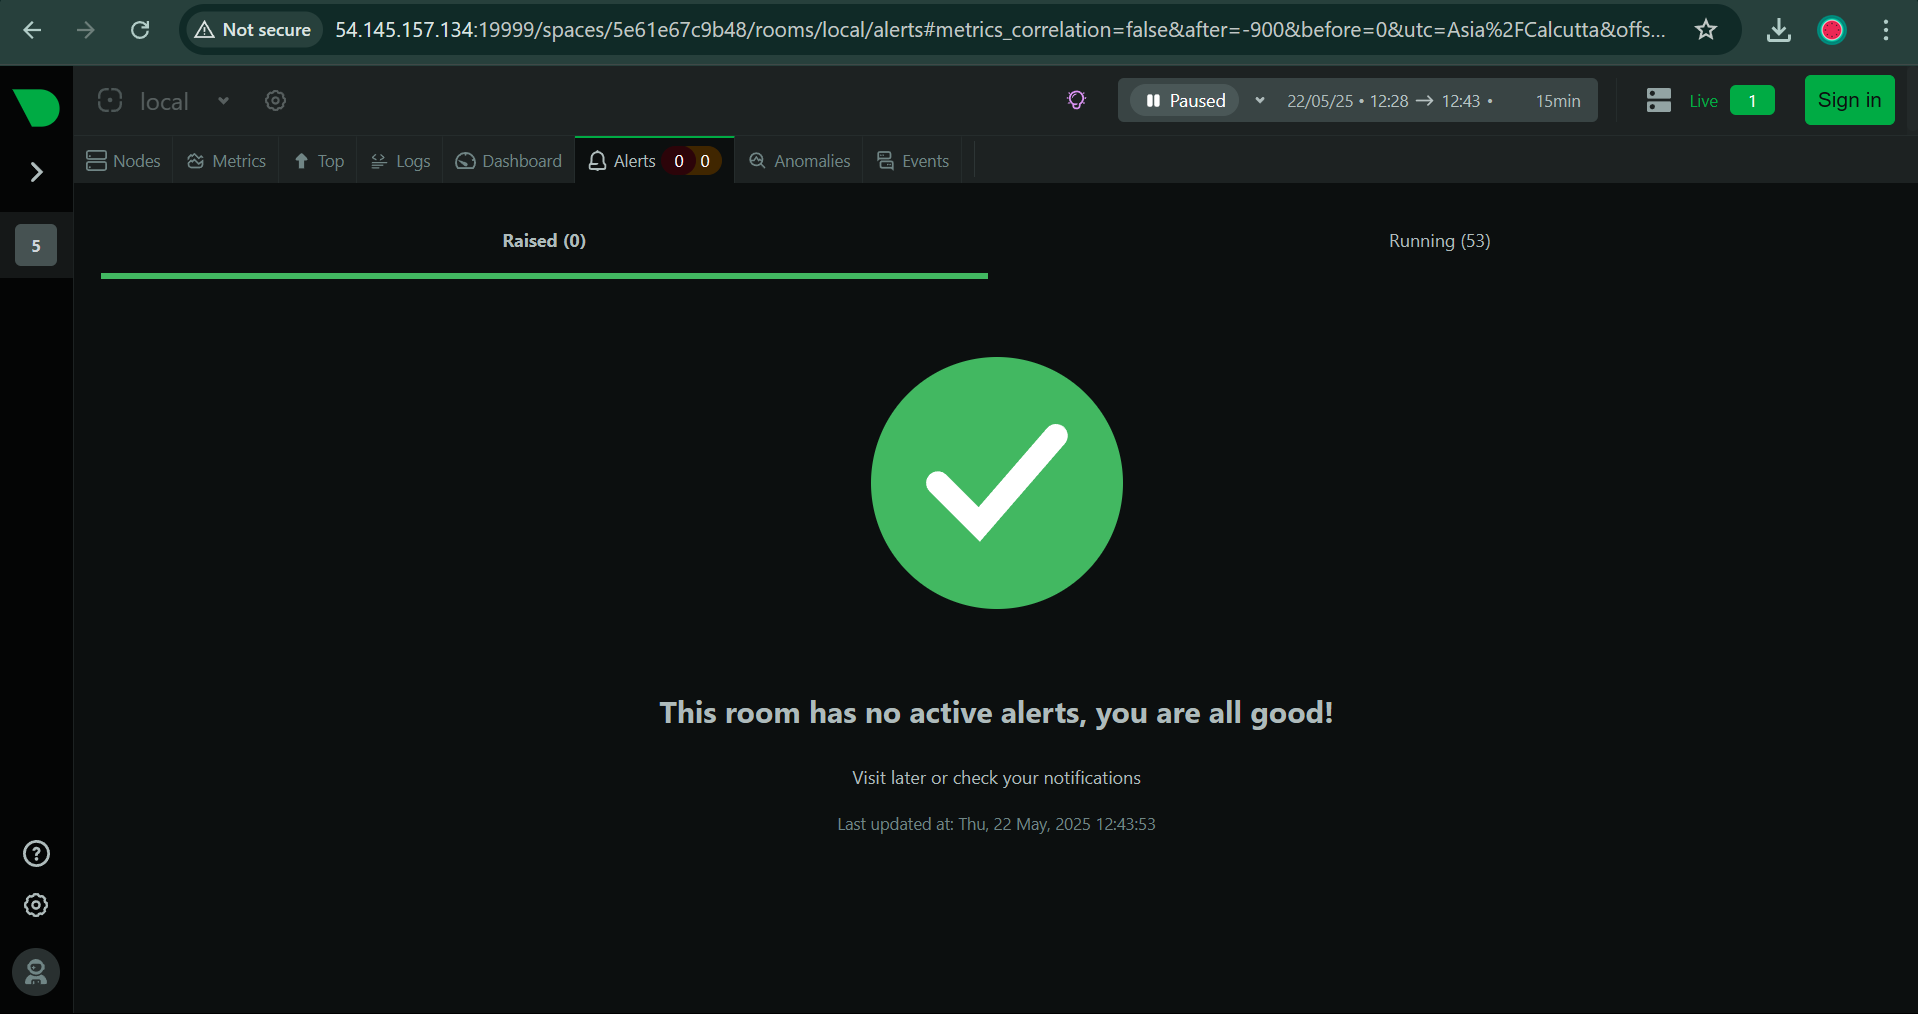 Not secure 54.145.157.134:19999/spaces/5e61e67c9b48/rooms/local/alerts#metrics_correlation=false&after=-900&before=0&utc=Asia%2FCalcutta&offs...
local Paused 22/05/25 • 12:28 → 12:43 • 15min Live 1 Sign in
Nodes Metrics Top Logs Dashboard Alerts 0 0 Anomalies Events
5
Raised (0) Running (53)
This room has no active alerts, you are all good!
Visit later or check your notifications
Last updated at: Thu, 22 May, 2025 12:43:53